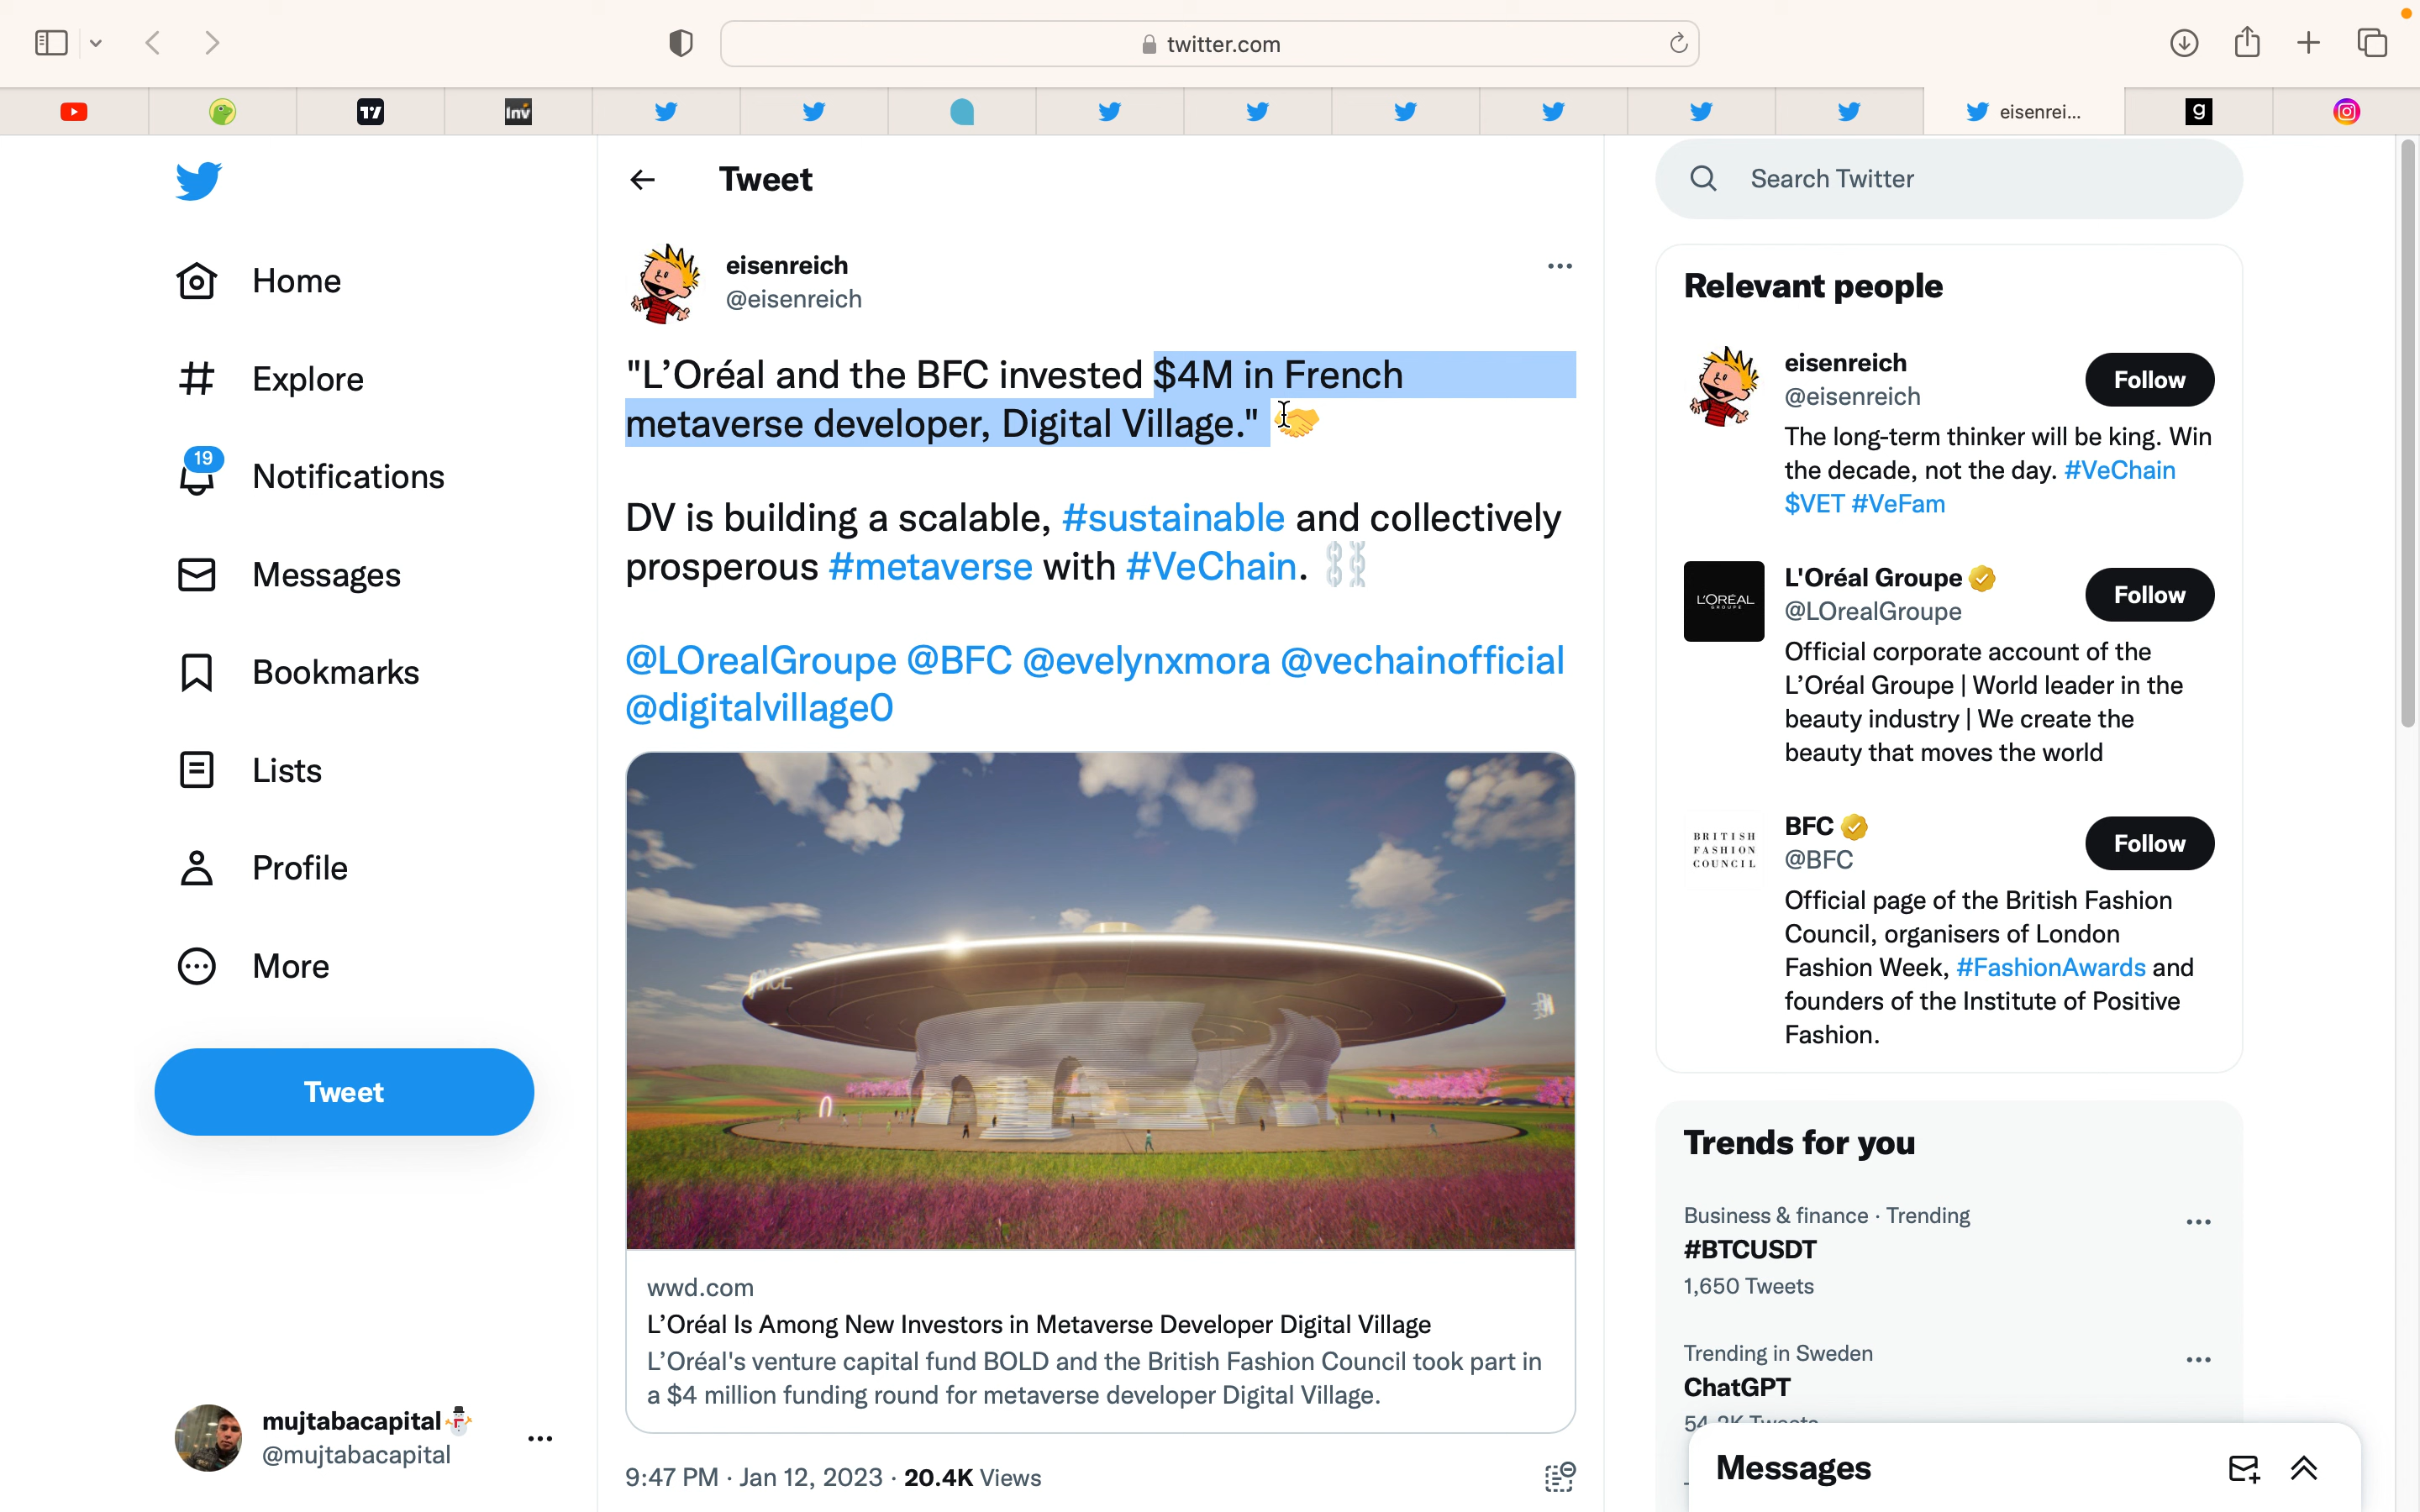 twitter.com
eisenrei...
Tweet
Search Twitter
Home
Explore
19
Notifications
Messages
Bookmarks
Lists
Profile
More
Tweet
mujtabacapital
@mujtabacapital
eisenreich
@eisenreich
"L’Oréal and the BFC invested $4M in French
metaverse developer, Digital Village."
DV is building a scalable, #sustainable and collectively
prosperous #metaverse with #VeChain.
@LOrealGroupe @BFC @evelynxmora @vechainofficial
@digitalvillage0
wwd.com
L’Oréal Is Among New Investors in Metaverse Developer Digital Village
L’Oréal's venture capital fund BOLD and the British Fashion Council took part in
a $4 million funding round for metaverse developer Digital Village.
9:47 PM · Jan 12, 2023 · 20.4K Views
Relevant people
eisenreich
@eisenreich
Follow
The long-term thinker will be king. Win
the decade, not the day. #VeChain
$VET #VeFam
L'ORÉAL
GROUPE
L'Oréal Groupe
@LOrealGroupe
Follow
Official corporate account of the
L’Oréal Groupe | World leader in the
beauty industry | We create the
beauty that moves the world
BRITISH
FASHION
COUNCIL
BFC
@BFC
Follow
Official page of the British Fashion
Council, organisers of London
Fashion Week, #FashionAwards and
founders of the Institute of Positive
Fashion.
Trends for you
Business & finance · Trending
#BTCUSDT
1,650 Tweets
Trending in Sweden
ChatGPT
54.2K Tweets
Messages